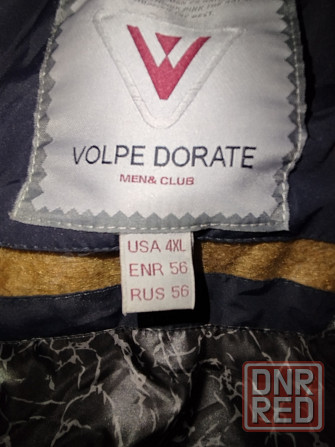 VOLPE DORATE
MEN& CLUB
USA 4XL
ENR 56
RUS 56
DNR
RED